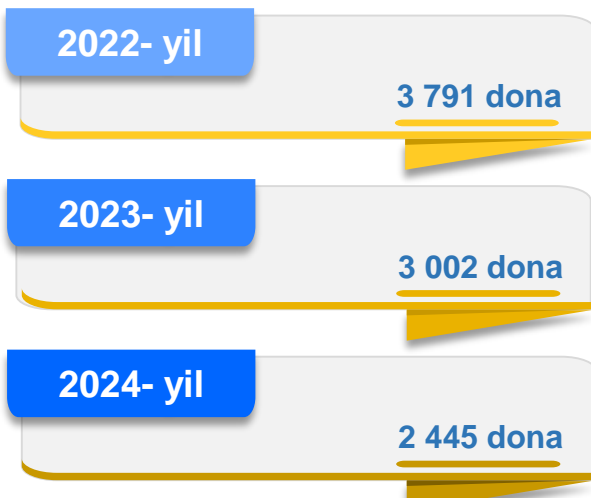 2022- yil
3 791 dona
2023- yil
3 002 dona
2024- yil
2 445 dona